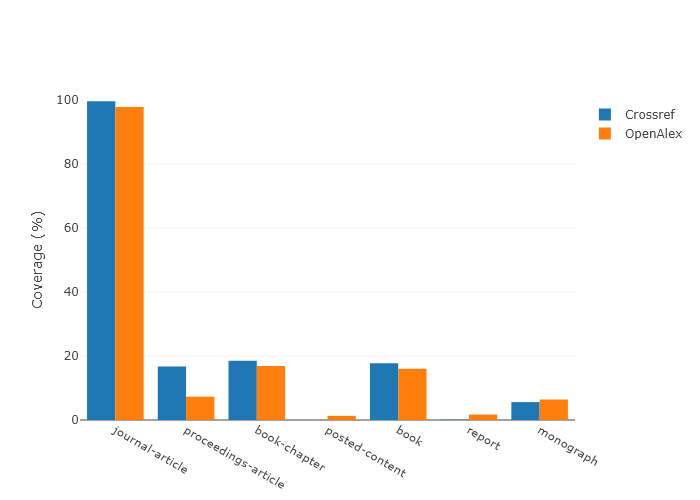 100
80
60
40
20
0
Coverage (%)
journal-article
proceedings-article
book-chapter
posted-content
book
report
monograph
Crossref
OpenAlex